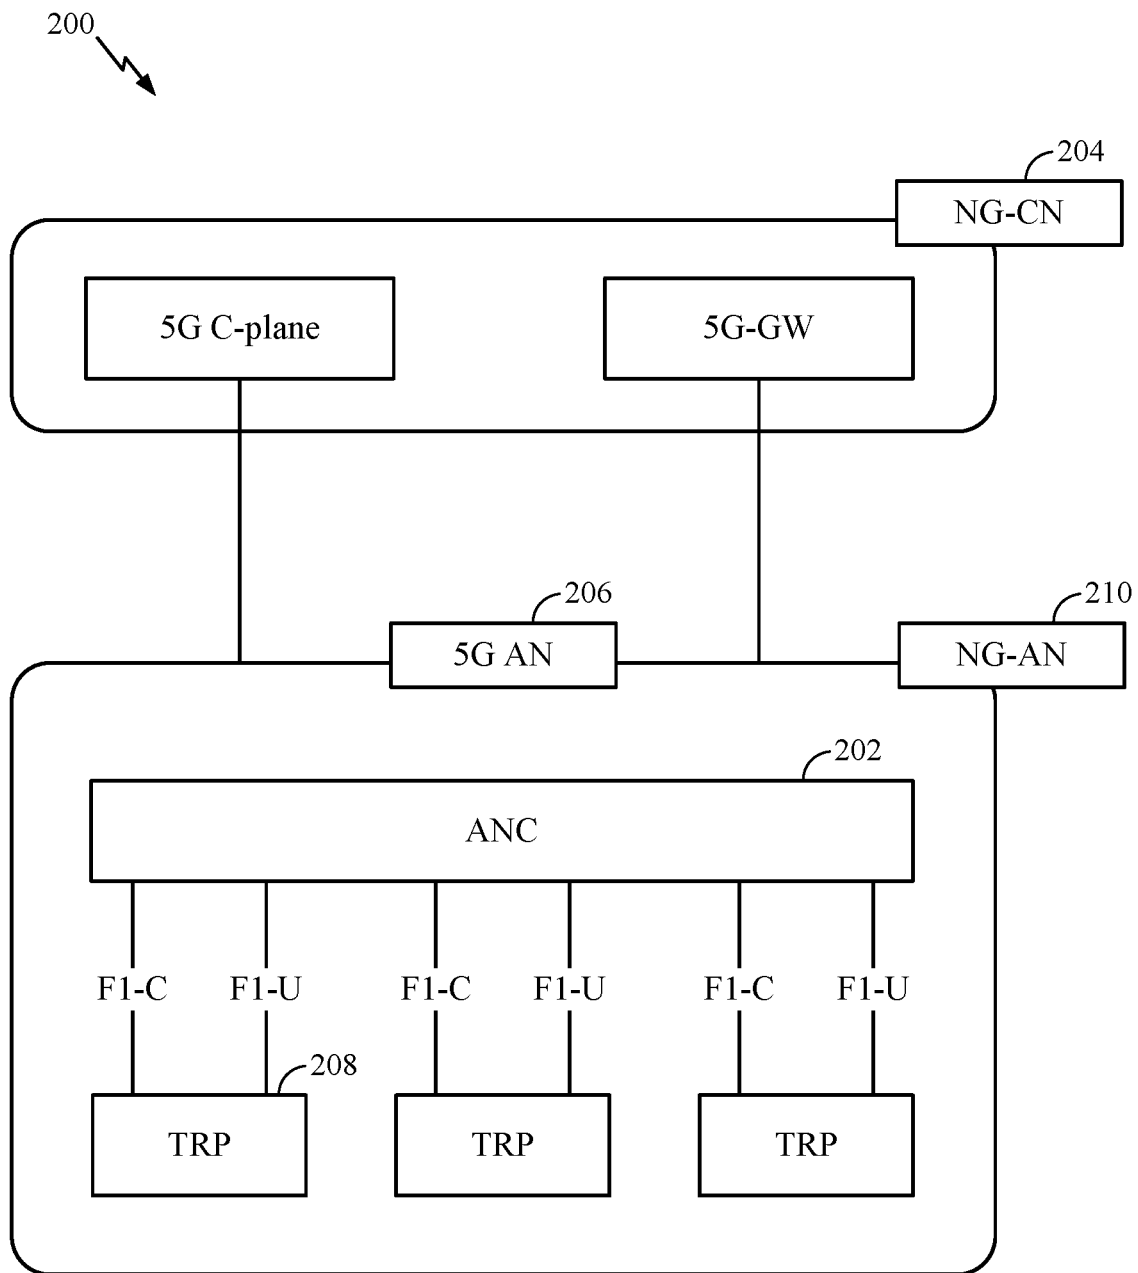 200
204
NG-CN
5G C-plane
5G-GW
206
210
5G AN
NG-AN
202
ANC
F1-C F1-U F1-C F1-U F1-C F1-U
208
TRP TRP TRP